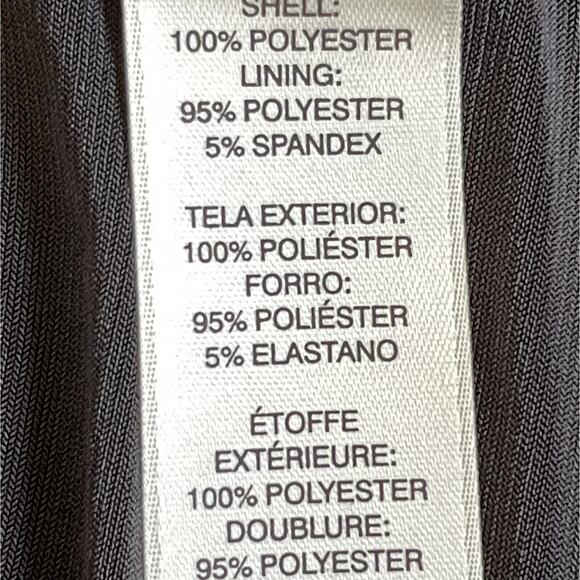 SHELL:
100% POLYESTER
LINING:
95% POLYESTER
5% SPANDEX
TELA EXTERIOR:
100% POLIÉSTER
FORRO:
95% POLIÉSTER
5% ELASTANO
ÉTOFFE
EXTÉRIEURE:
100% POLYESTER
DOUBLURE:
95% POLYESTER